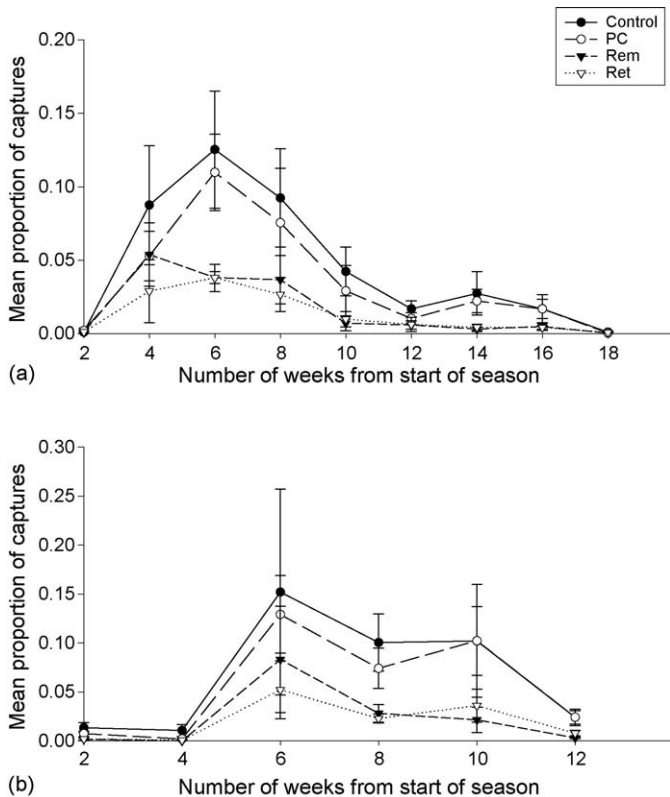 Control
PC
Rem
Ret
0.20
0.15
0.10
0.05
0.00
Mean proportion of captures
2 4 6 8 10 12 14 16 18
(a) Number of weeks from start of season
0.30
0.25
0.20
0.15
0.10
0.05
0.00
Mean proportion of captures
2 4 6 8 10 12
(b) Number of weeks from start of season